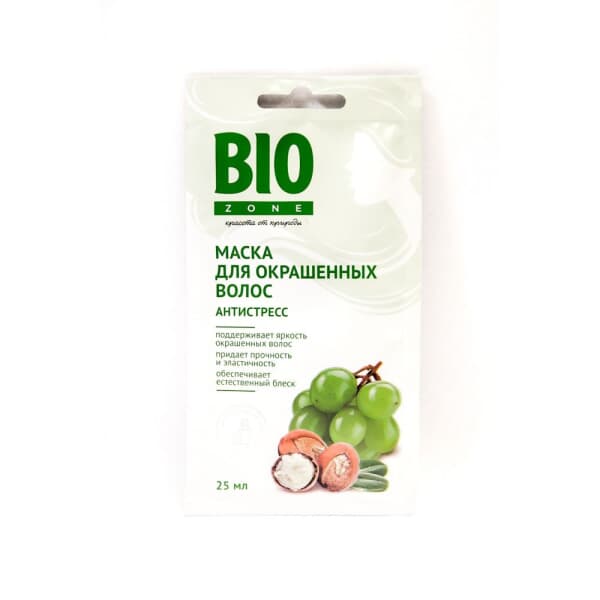 BIO
ZONE
красота от природы
МАСКА
ДЛЯ ОКРАШЕННЫХ
ВОЛОС
АНТИСТРЕСС
поддерживает яркость
окрашенных волос
придает прочность
и эластичность
обеспечивает
естественный блеск
25 мл